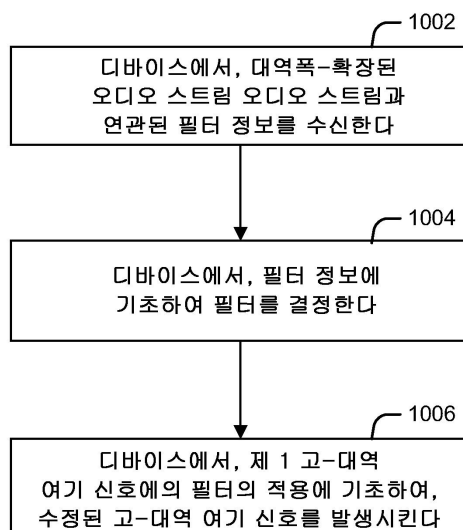 1002
디바이스에서, 대역폭-확장된
오디오 스트림 오디오 스트림과
연관된 필터 정보를 수신한다
1004
디바이스에서, 필터 정보에
기초하여 필터를 결정한다
1006
디바이스에서, 제 1 고-대역
여기 신호에의 필터의 적용에 기초하여,
수정된 고-대역 여기 신호를 발생시킨다